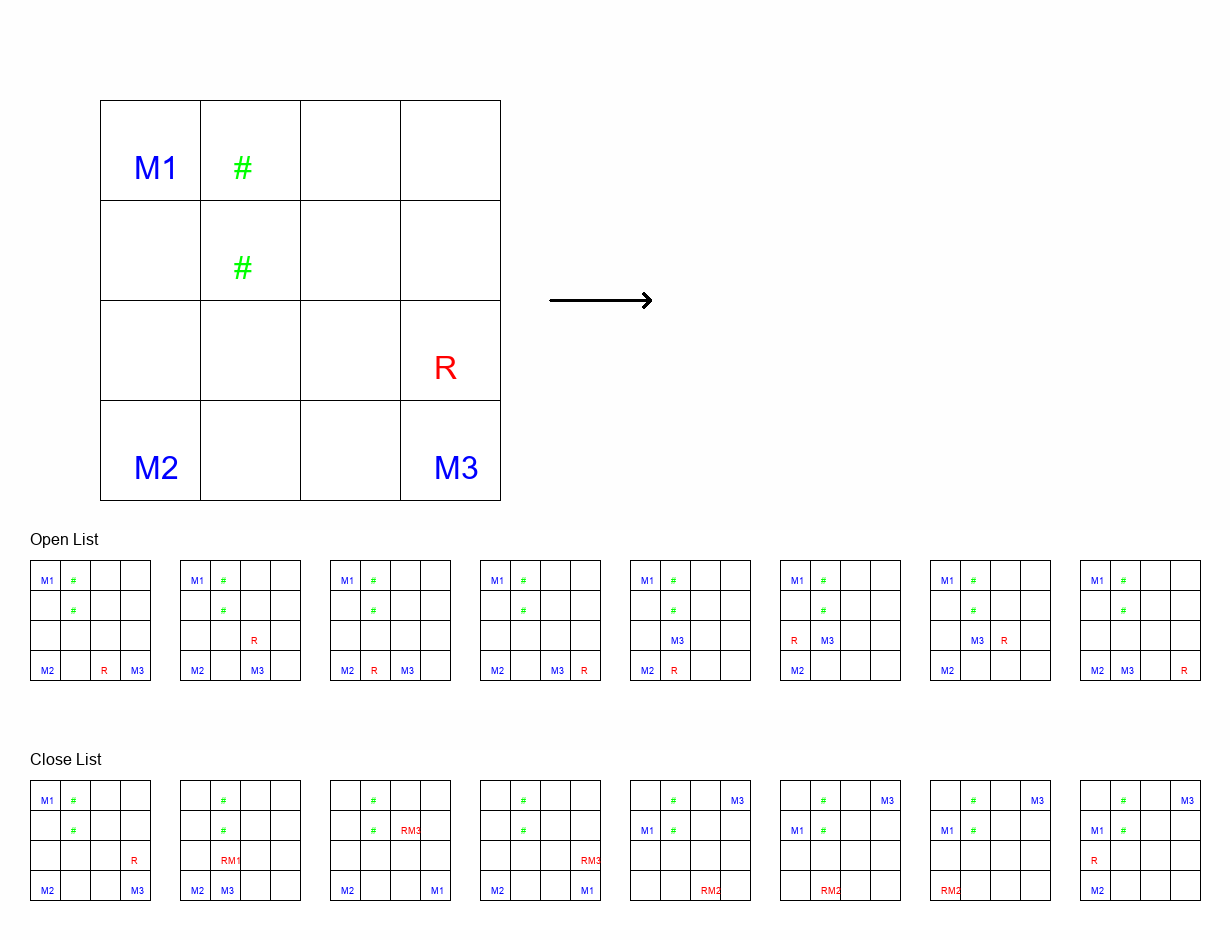 M1 #
#
R
M2 M3
Open List
M1 # M1 # M1 # M1 # M1 # M1 # M1 # M1 #
# # # # # # # #
R M3 R M3 M3 R
M2 R M3 M2 M3 M2 R M3 M2 M3 R M2 R M2 M2 M2 M3 R
Close List
M1 # # # # # M3 # M3 # M3 # M3
# # # RM3 # M1 # M1 # M1 # M1 #
R RM1 RM3 R
M2 M3 M2 M3 M2 M1 M2 M1 RM2 RM2 RM2 M2